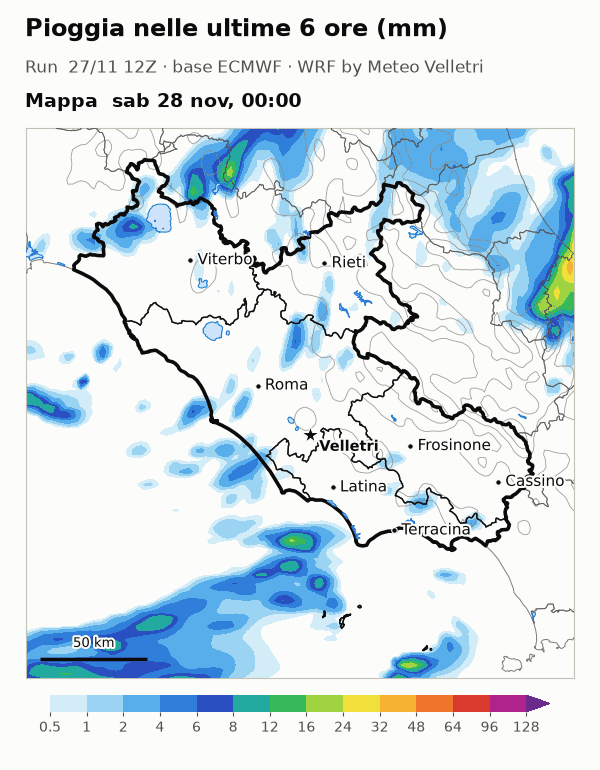 Pioggia nelle ultime 6 ore (mm)
Run 27/11 12Z · base ECMWF · WRF by Meteo Velletri
Mappa sab 28 nov, 00:00
Viterbo
Rieti
Roma
Velletri
Frosinone
Cassino
Latina
Terracina
50 km
0.5 1 2 4 6 8 12 16 24 32 48 64 96 128